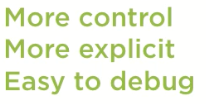 More control
More explicit
Easy to debug